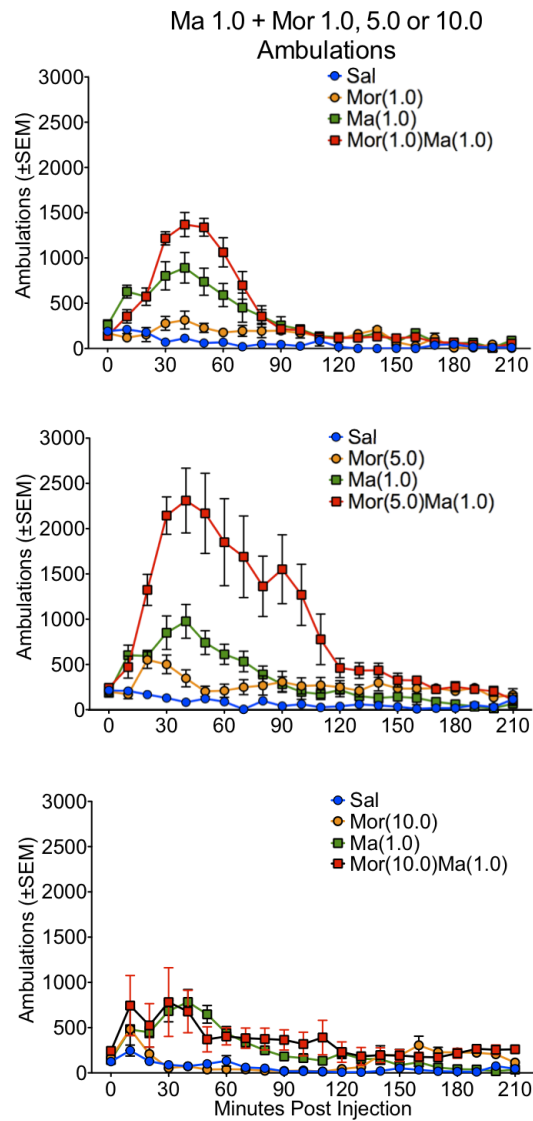 Ma 1.0 + Mor 1.0, 5.0 or 10.0
Ambulations
Sal
Mor(1.0)
Ma(1.0)
Mor(1.0)Ma(1.0)
Ambulations (±SEM)
3000
2500
2000
1500
1000
500
0
0 30 60 90 120 150 180 210
Sal
Mor(5.0)
Ma(1.0)
Mor(5.0)Ma(1.0)
Ambulations (±SEM)
3000
2500
2000
1500
1000
500
0
0 30 60 90 120 150 180 210
Sal
Mor(10.0)
Ma(1.0)
Mor(10.0)Ma(1.0)
Ambulations (±SEM)
3000
2500
2000
1500
1000
500
0
0 30 60 90 120 150 180 210
Minutes Post Injection